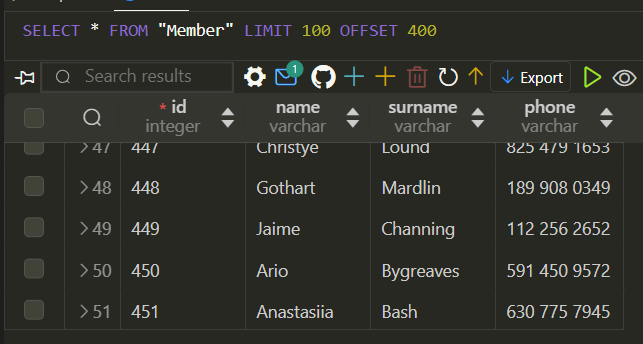 SELECT * FROM "Member" LIMIT 100 OFFSET 400
Search results 1 Export
* id name surname phone
integer varchar varchar varchar
47 447 Christye Lound 825 479 1653
48 448 Gothart Mardlin 189 908 0349
49 449 Jaime Channing 112 256 2652
50 450 Ario Bygreaves 591 450 9572
51 451 Anastasiia Bash 630 775 7945